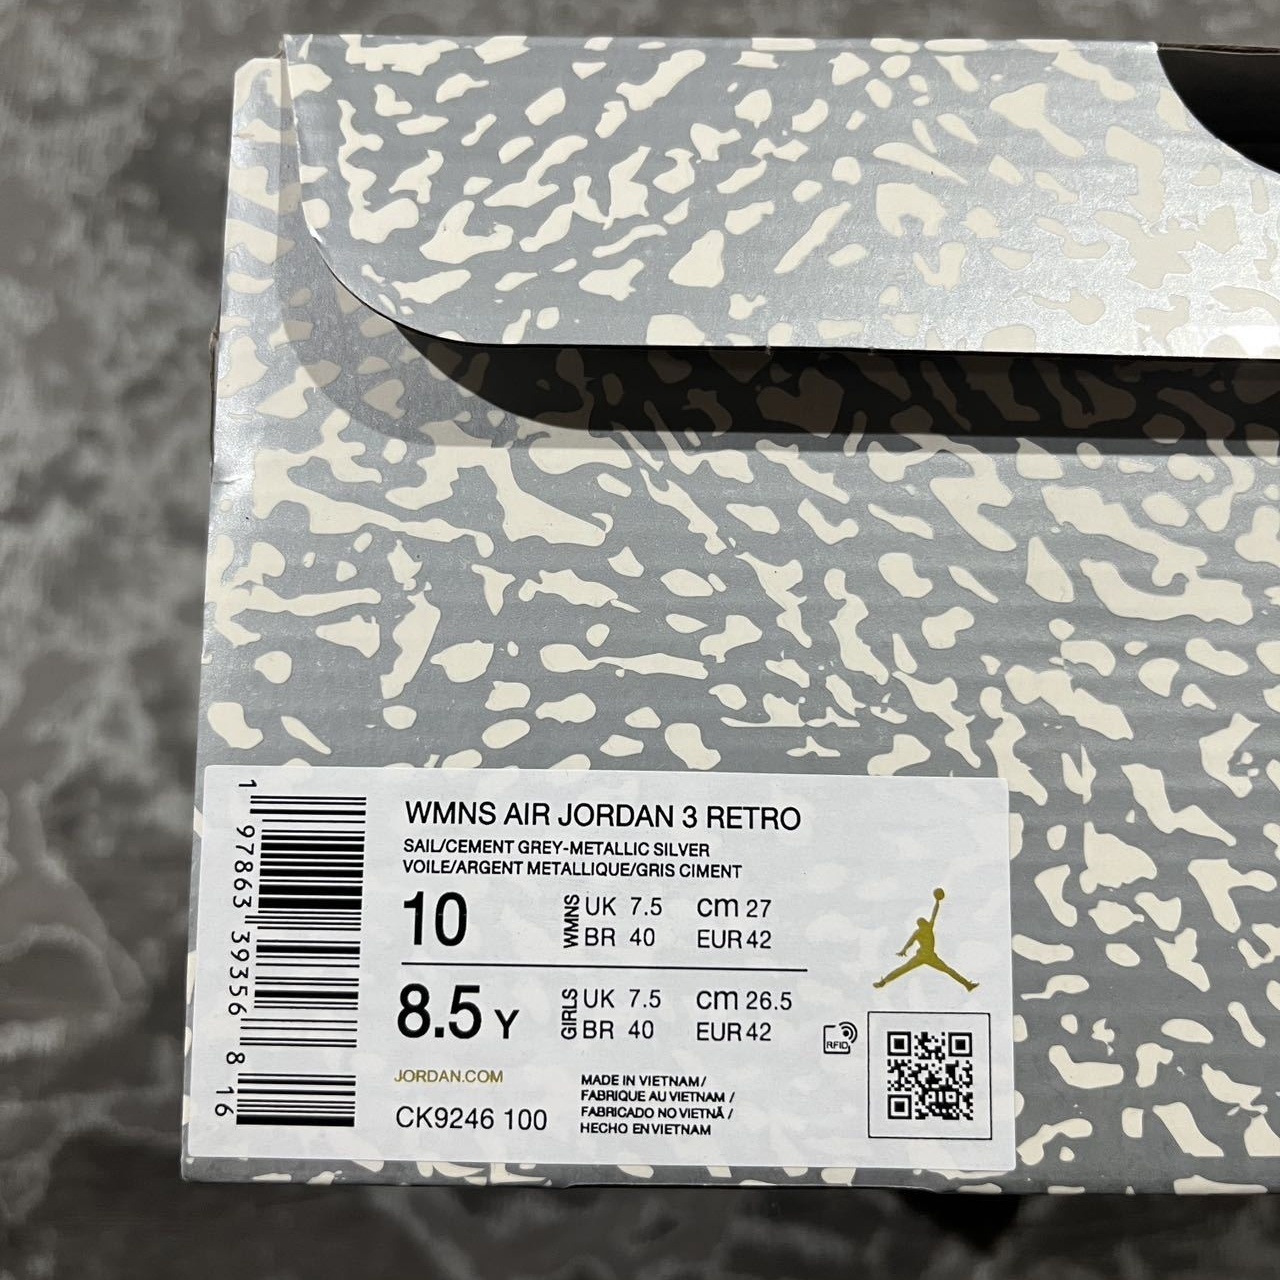 WMNS AIR JORDAN 3 RETRO
SAIL/CEMENT GREY-METALLIC SILVER
VOILE/ARGENT METALLIQUE/GRIS CIMENT
10 WMNS UK 7.5 cm 27
BR 40 EUR 42
8.5 Y GIRLS UK 7.5 cm 26.5
BR 40 EUR 42
RFID
JORDAN.COM
CK9246 100
MADE IN VIETNAM /
FABRIQUE AU VIETNAM /
FABRICADO NO VIETNÃ /
HECHO EN VIETNAM
1 97863 39356 8 16